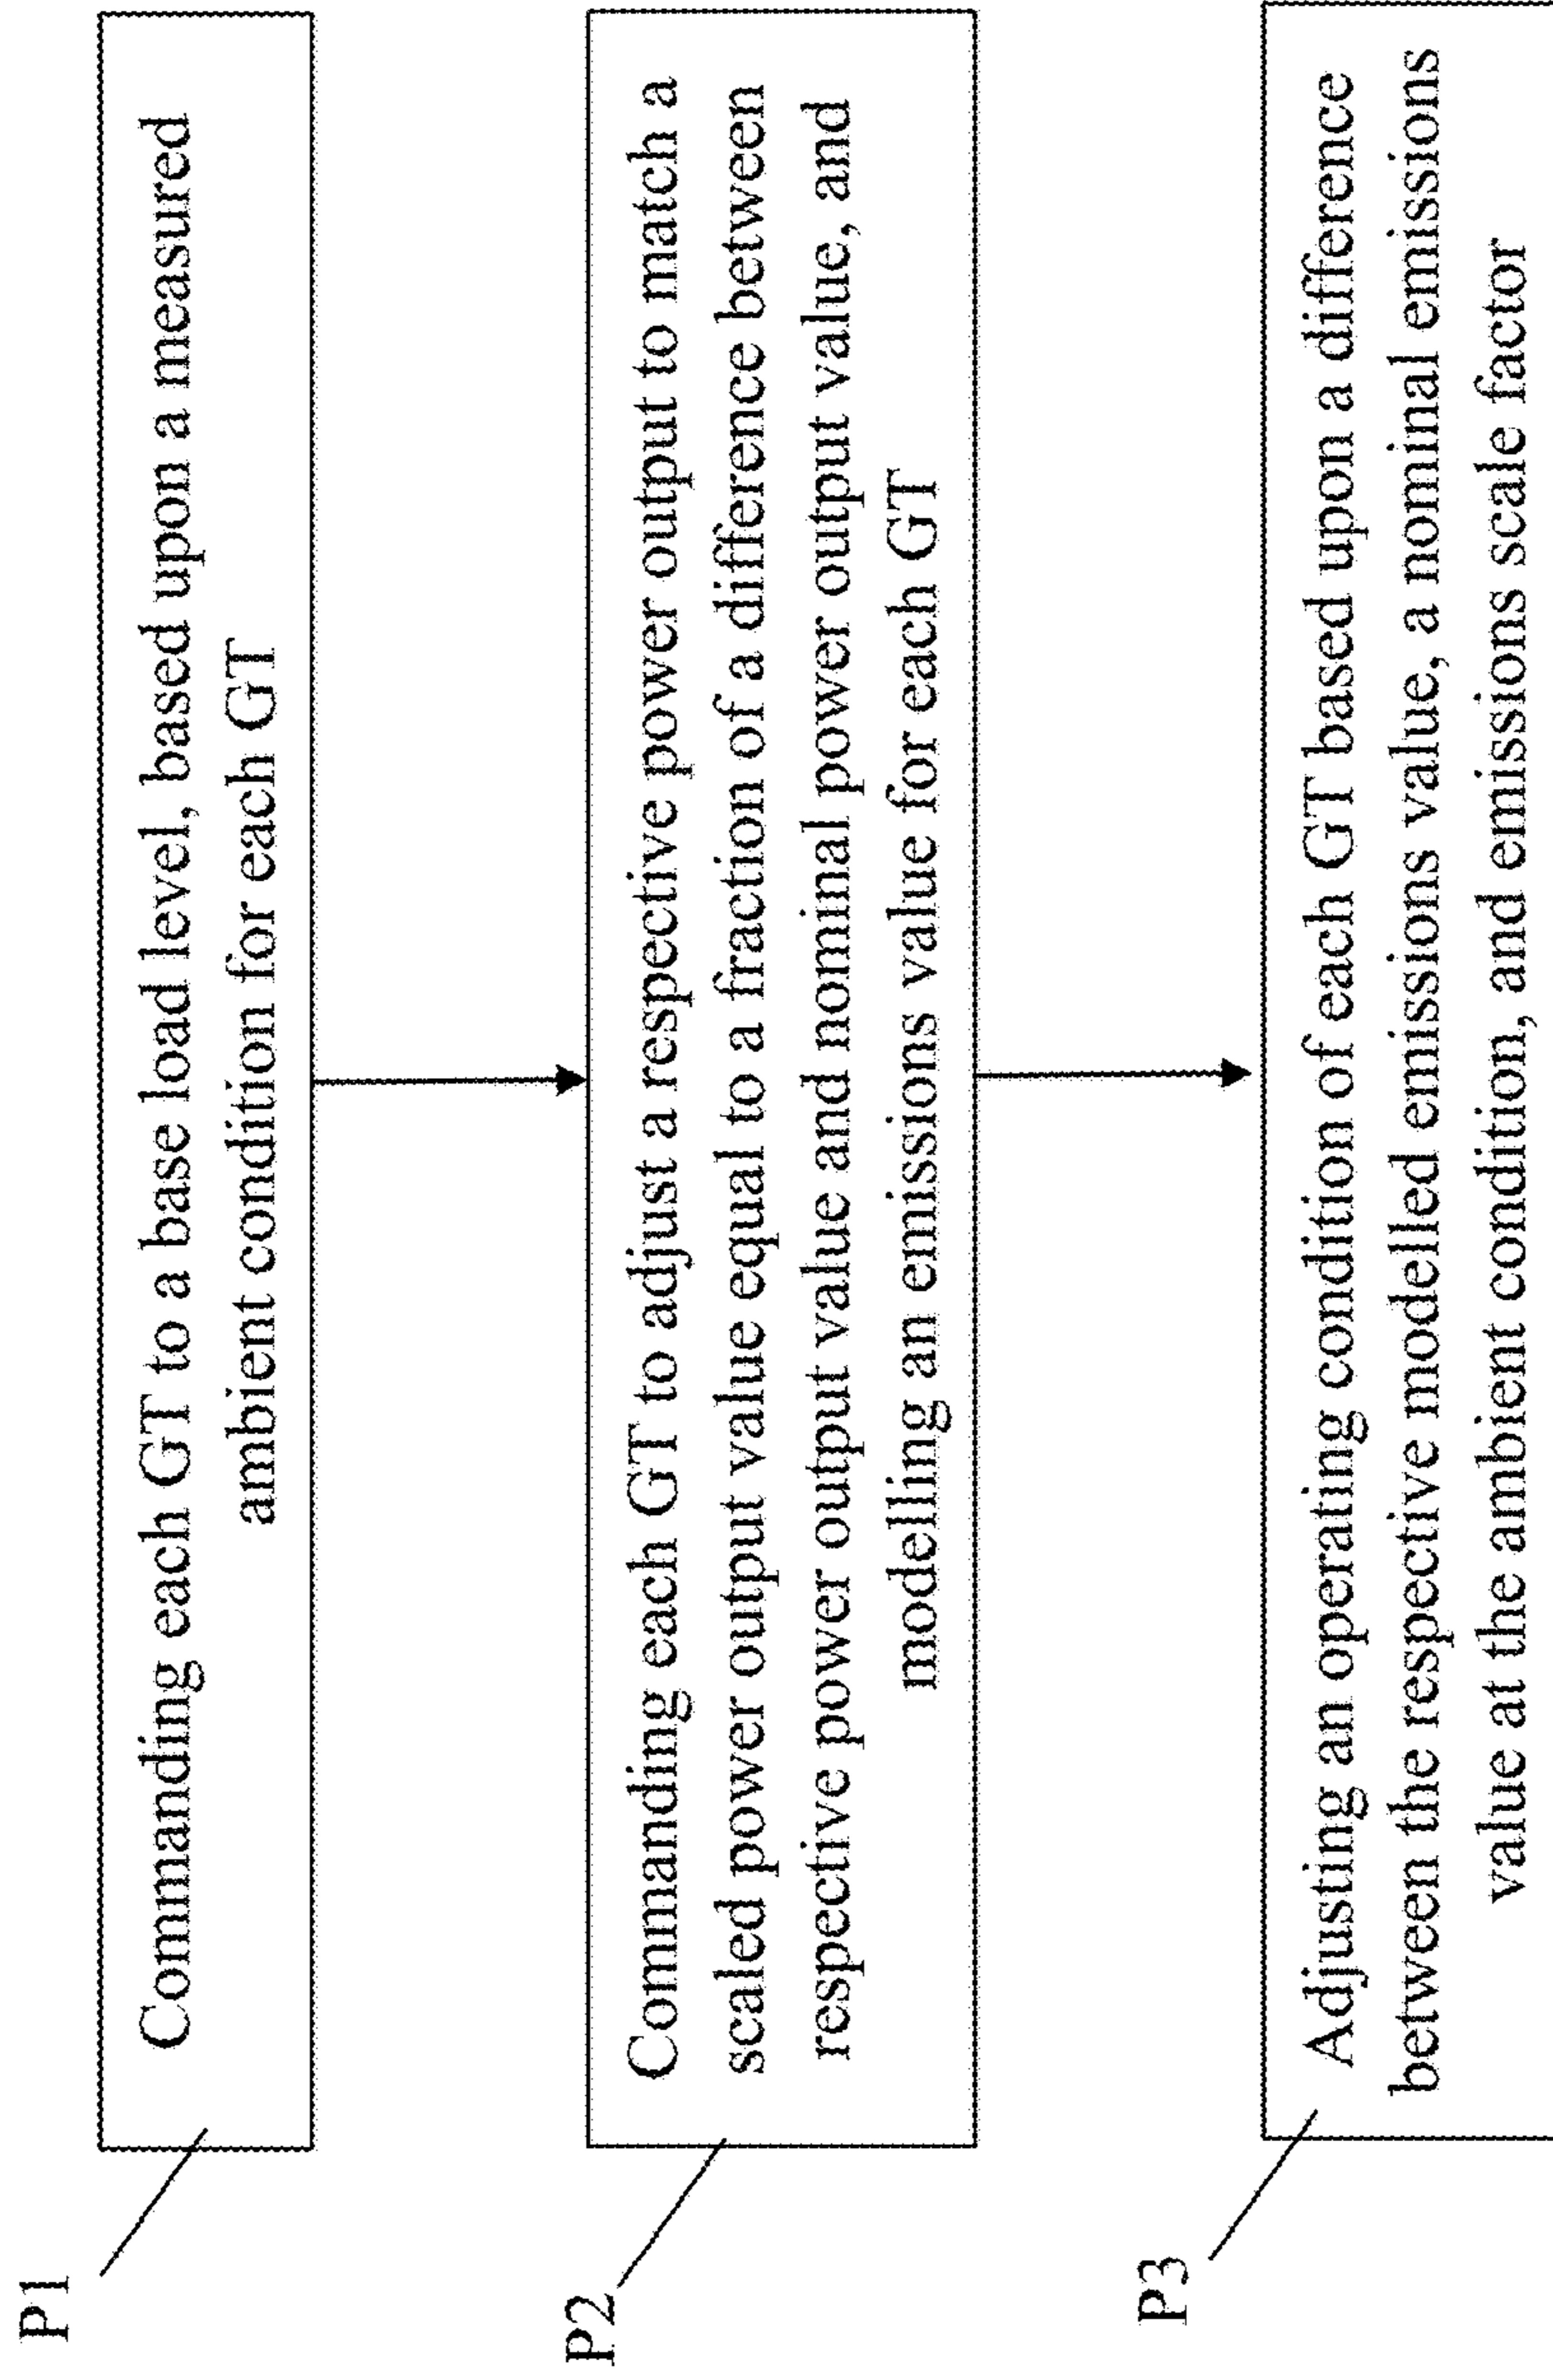 P1
Commanding each GT to a base load level, based upon a measured
ambient condition for each GT
P2
Commanding each GT to adjust a respective power output to match a
scaled power output value equal to a fraction of a difference between
respective power output value and nominal power output value, and
modelling an emissions value for each GT
P3
Adjusting an operating condition of each GT based upon a difference
between the respective modelled emissions value, a nominal emissions
value at the ambient condition, and emissions scale factor